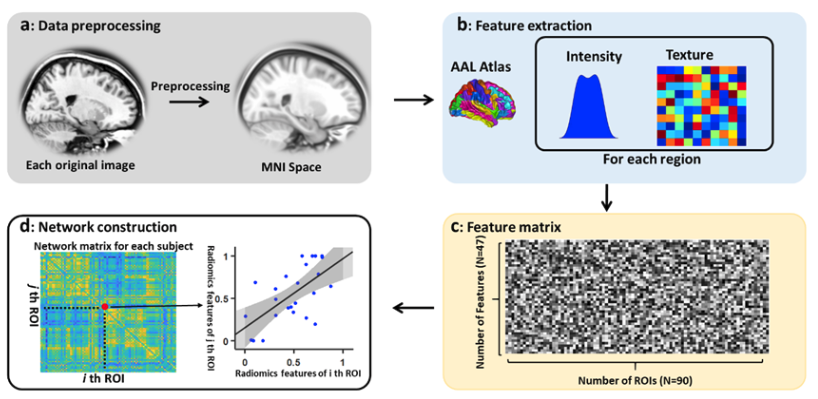 a: Data preprocessing
Preprocessing
Each original image
MNI Space
b: Feature extraction
AAL Atlas
Intensity
Texture
For each region
c: Feature matrix
Number of Features (N=47)
Number of ROIs (N=90)
d: Network construction
Network matrix for each subject
j th ROI
i th ROI
Radiomics features of j th ROI
1
0.5
0
0
0.5
1
Radiomics features of i th ROI